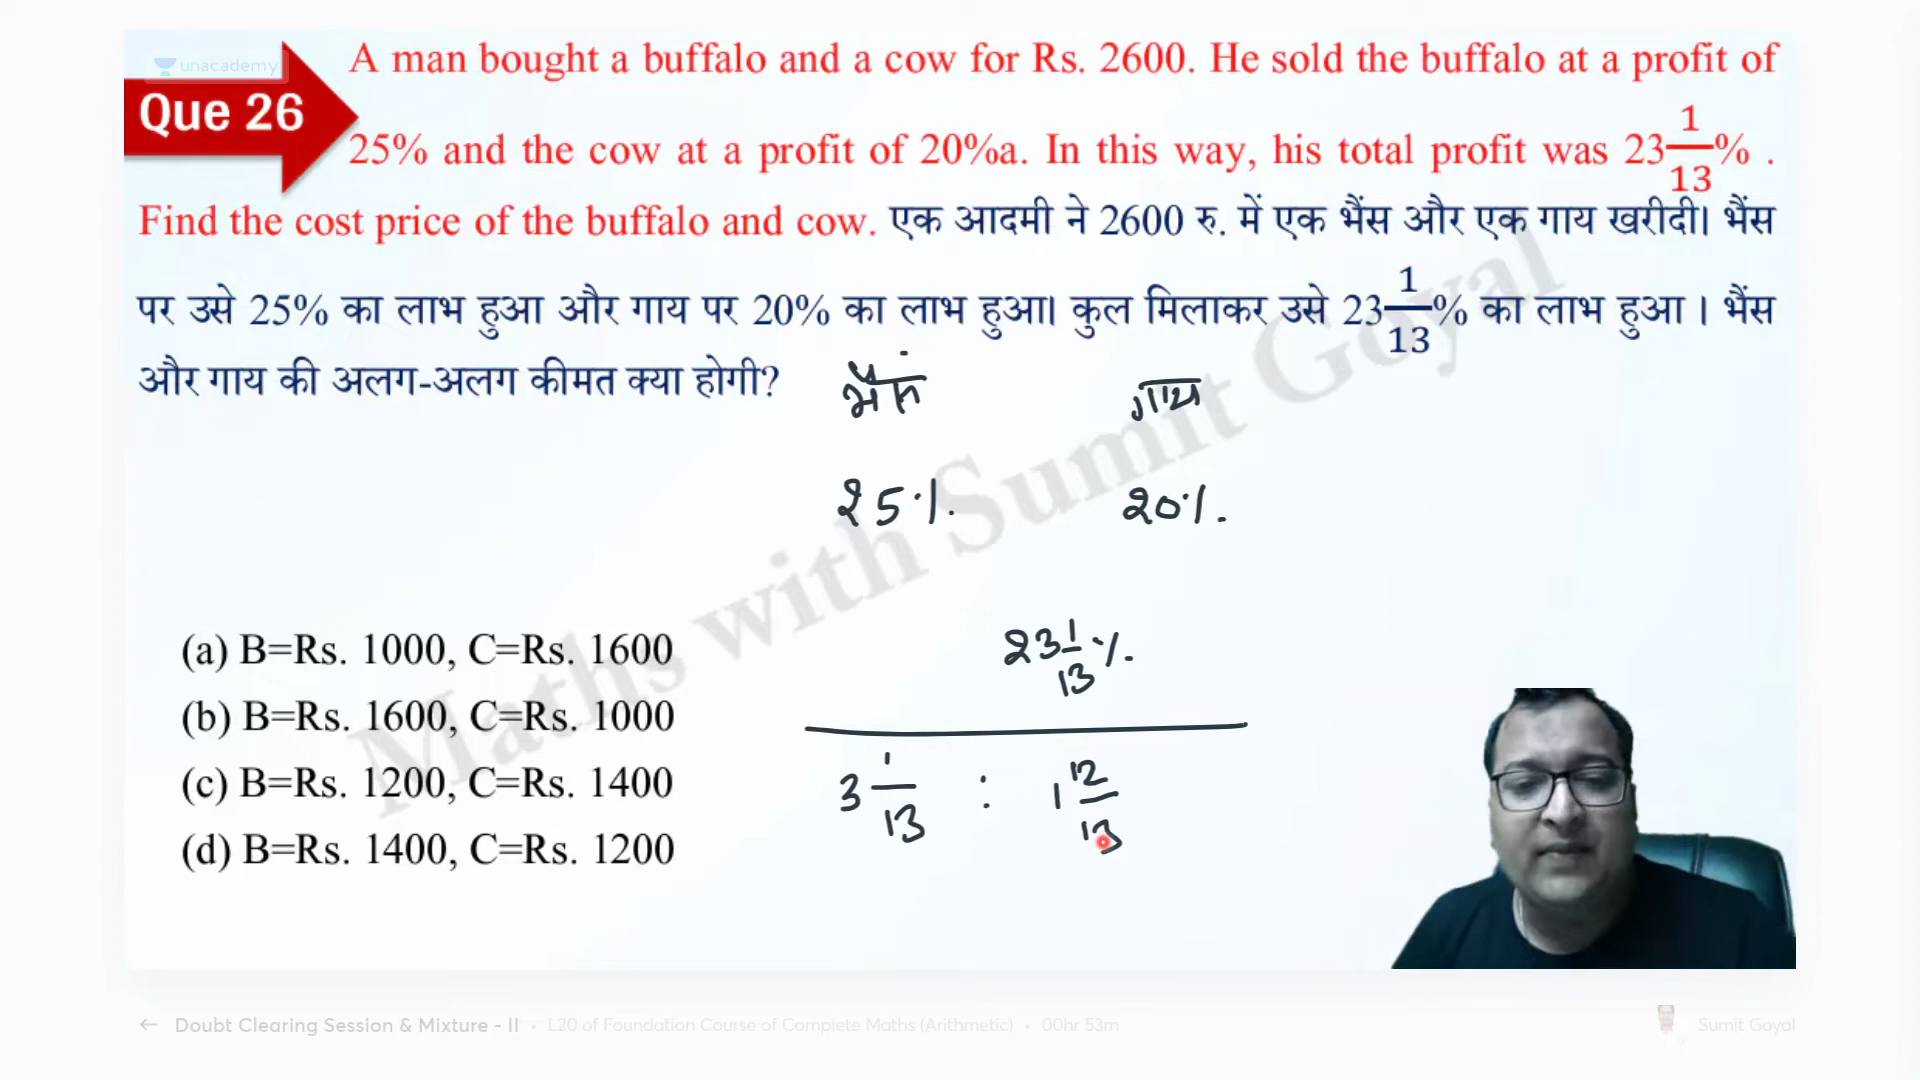 unacademy
Que 26
A man bought a buffalo and a cow for Rs. 2600. He sold the buffalo at a profit of
25% and the cow at a profit of 20%a. In this way, his total profit was 23 1/13 % .
Find the cost price of the buffalo and cow. एक आदमी ने 2600 रु. में एक भैंस और एक गाय खरीदी। भैंस
पर उसे 25% का लाभ हुआ और गाय पर 20% का लाभ हुआ। कुल मिलाकर उसे 23 1/13 % का लाभ हुआ । भैंस
और गाय की अलग-अलग कीमत क्या होगी?
भैंस गाय
25% 20%
23 1/13 %
3 1/13 : 1 12/13
(a) B=Rs. 1000, C=Rs. 1600
(b) B=Rs. 1600, C=Rs. 1000
(c) B=Rs. 1200, C=Rs. 1400
(d) B=Rs. 1400, C=Rs. 1200
Maths with Sumit Goyal
← Doubt Clearing Session & Mixture - II • L20 of Foundation Course of Complete Maths (Arithmetic) • 00hr 53m
Sumit Goyal